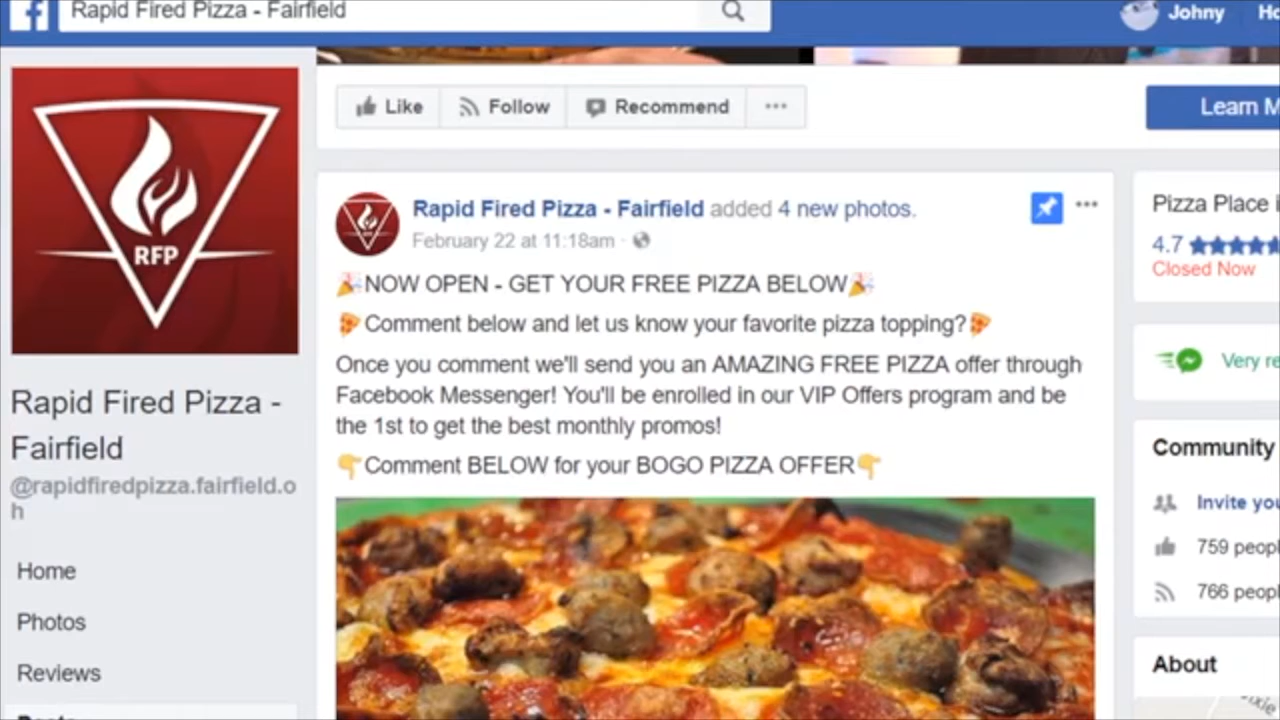 Rapid Fired Pizza - Fairfield
Johny
RFP
Like
Follow
Recommend
Learn
Rapid Fired Pizza - Fairfield added 4 new photos.
February 22 at 11:18am
NOW OPEN - GET YOUR FREE PIZZA BELOW
Comment below and let us know your favorite pizza topping?
Once you comment we'll send you an AMAZING FREE PIZZA offer through
Facebook Messenger! You'll be enrolled in our VIP Offers program and be
the 1st to get the best monthly promos!
Comment BELOW for your BOGO PIZZA OFFER
Rapid Fired Pizza -
Fairfield
@rapidfiredpizza.fairfield.o
h
Home
Photos
Reviews
Pizza Place
4.7
Closed Now
Very
Community
Invite
759
766
About